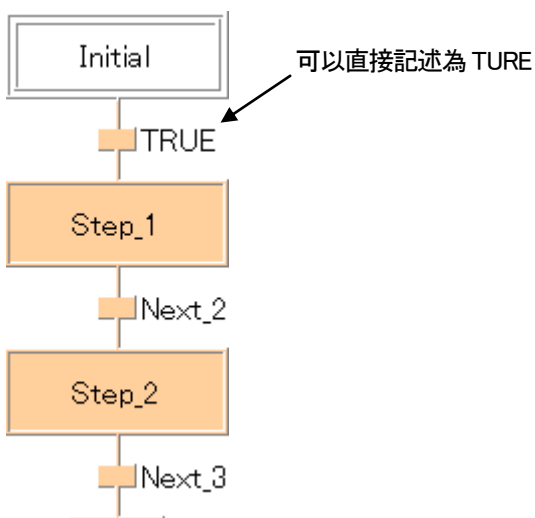 Initial
可以直接記述為 TURE
TRUE
Step_1
Next_2
Step_2
Next_3